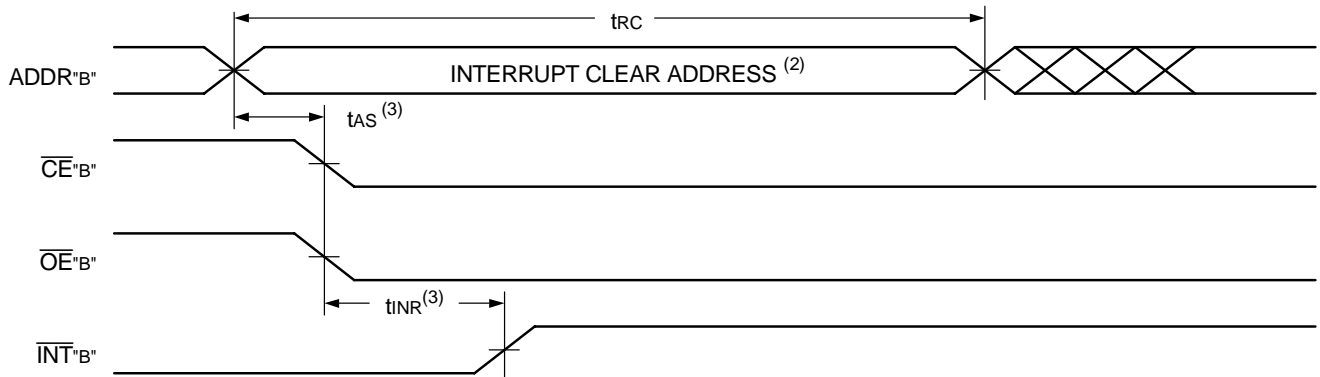 tRC
ADDR"B"
INTERRUPT CLEAR ADDRESS (2)
tAS (3)
CE"B"
OE"B"
tINR(3)
INT"B"